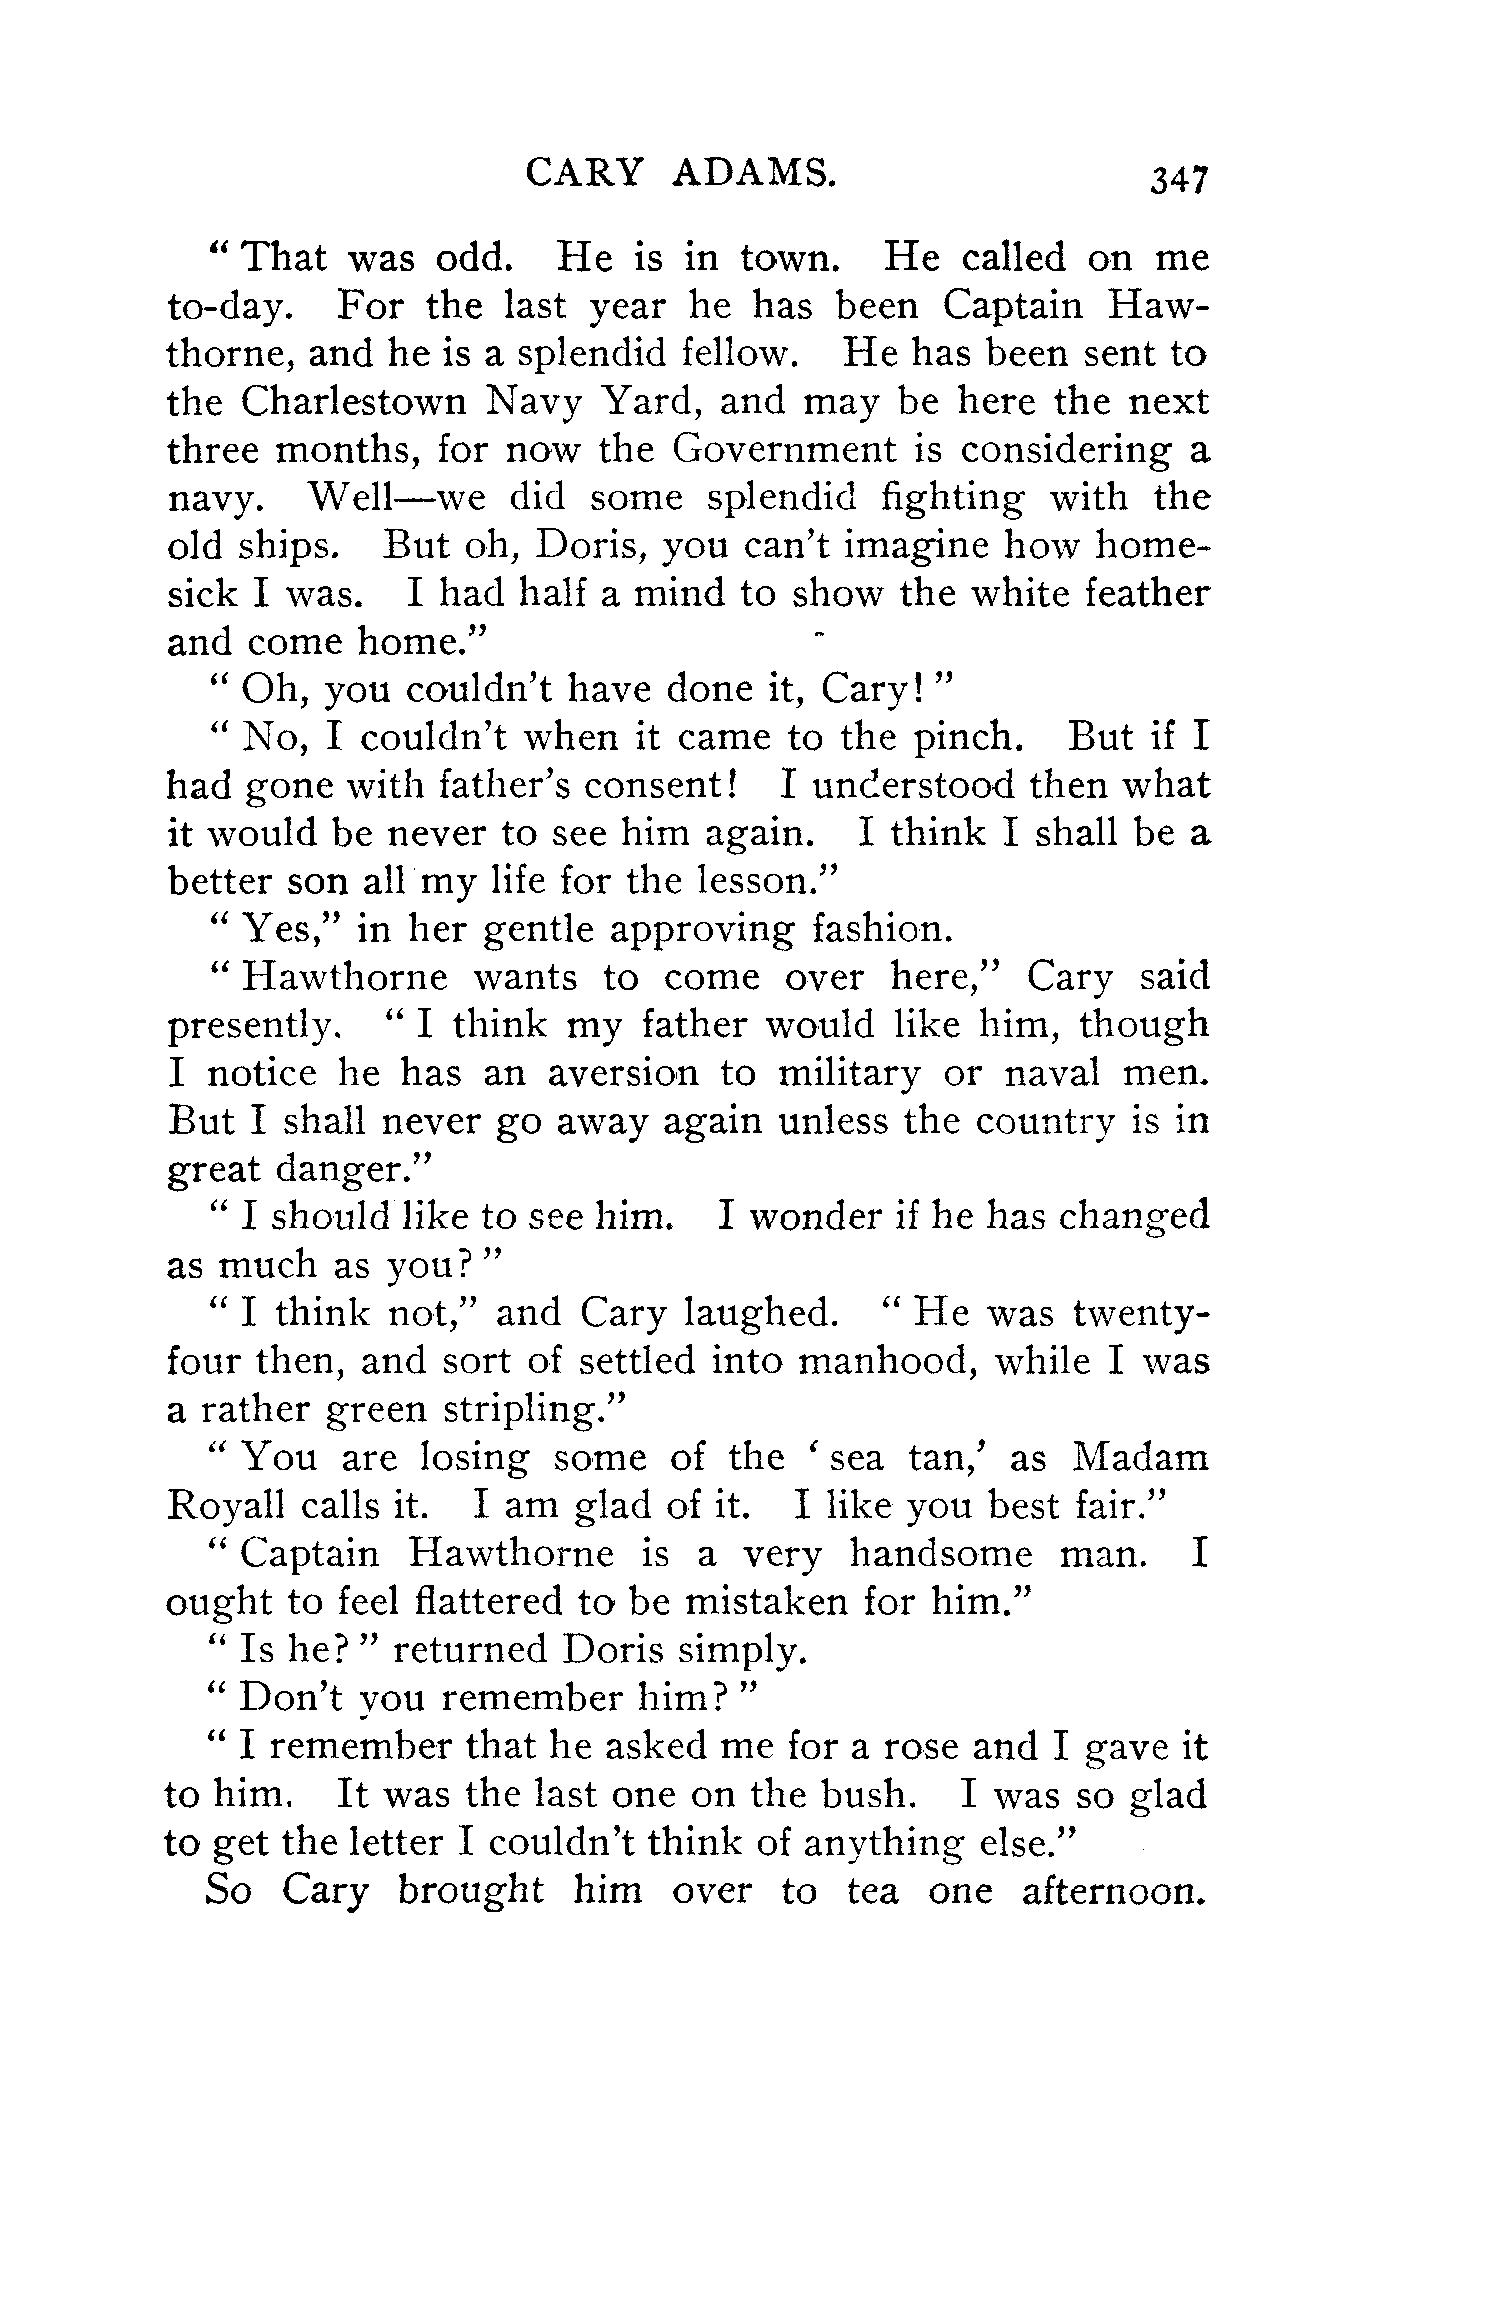 CARY ADAMS. 347
“ That was odd. He is in town. He called on me
to-day. For the last year he has been Captain Haw-
thorne, and he is a splendid fellow. He has been sent to
the Charlestown Navy Yard, and may be here the next
three months, for now the Government is considering a
navy. Well—we did some splendid fighting with the
old ships. But oh, Doris, you can’t imagine how home-
sick I was. I had half a mind to show the white feather
and come home.”
“ Oh, you couldn’t have done it, Cary! ”
“ No, I couldn’t when it came to the pinch. But if I
had gone with father’s consent! I understood then what
it would be never to see him again. I think I shall be a
better son all my life for the lesson.”
“ Yes,” in her gentle approving fashion.
“ Hawthorne wants to come over here,” Cary said
presently. “ I think my father would like him, though
I notice he has an aversion to military or naval men.
But I shall never go away again unless the country is in
great danger.”
“ I should like to see him. I wonder if he has changed
as much as you? ”
“ I think not,” and Cary laughed. “ He was twenty-
four then, and sort of settled into manhood, while I was
a rather green stripling.”
“ You are losing some of the ‘ sea tan,’ as Madam
Royall calls it. I am glad of it. I like you best fair.”
“ Captain Hawthorne is a very handsome man. I
ought to feel flattered to be mistaken for him.”
“ Is he? ” returned Doris simply.
“ Don’t you remember him? ”
“ I remember that he asked me for a rose and I gave it
to him. It was the last one on the bush. I was so glad
to get the letter I couldn’t think of anything else.”
So Cary brought him over to tea one afternoon.